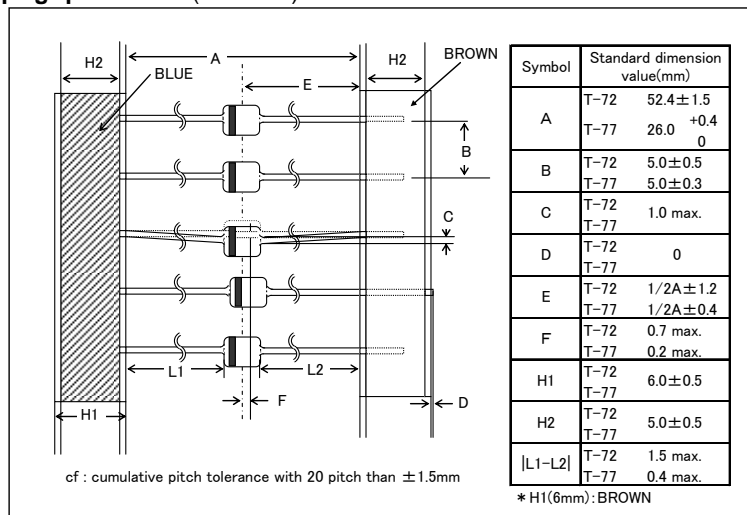 H2
A
H2
BROWN
BLUE
E
B
C
L1
L2
F
D
H1
cf : cumulative pitch tolerance with 20 pitch than ±1.5mm
Symbol Standard dimension value(mm)
A T-72 52.4±1.5
T-77 26.0 +0.4 0
B T-72 5.0±0.5
T-77 5.0±0.3
C T-72 1.0 max.
T-77
D T-72 0
T-77
E T-72 1/2A±1.2
T-77 1/2A±0.4
F T-72 0.7 max.
T-77 0.2 max.
H1 T-72 6.0±0.5
T-77
H2 T-72 5.0±0.5
T-77
|L1-L2| T-72 1.5 max.
T-77 0.4 max.
*H1(6mm):BROWN